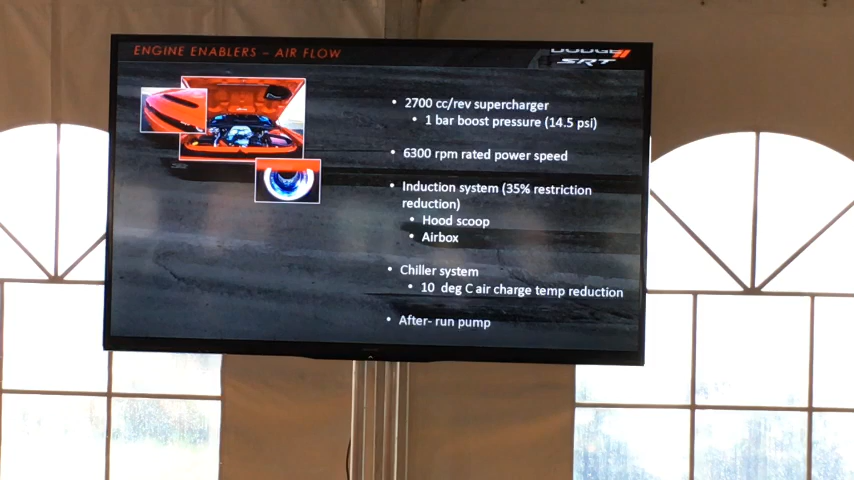 ENGINE ENABLERS – AIR FLOW
DODGE
SRT
• 2700 cc/rev supercharger
• 1 bar boost pressure (14.5 psi)
• 6300 rpm rated power speed
• Induction system (35% restriction
reduction)
• Hood scoop
• Airbox
• Chiller system
• 10 deg C air charge temp reduction
• After- run pump